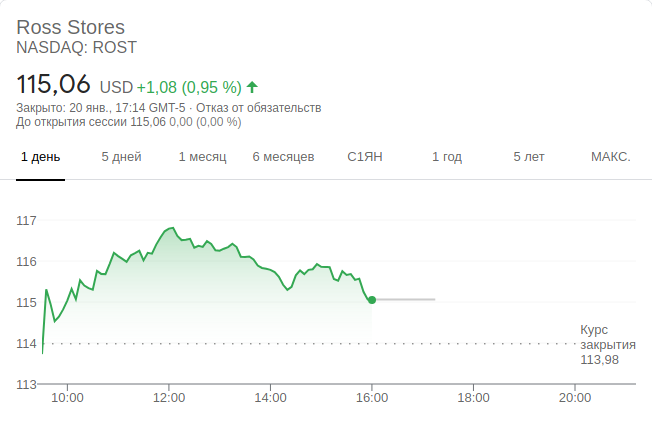 Ross Stores
NASDAQ: ROST
115,06 USD +1,08 (0,95 %)
Закрыто: 20 янв., 17:14 GMT-5 · Отказ от обязательств
До открытия сессии 115,06 0,00 (0,00 %)
1 день 5 дней 1 месяц 6 месяцев С1ЯН 1 год 5 лет МАКС.
117
116
115
114
Курс
закрытия
113,98
113
10:00 12:00 14:00 16:00 18:00 20:00